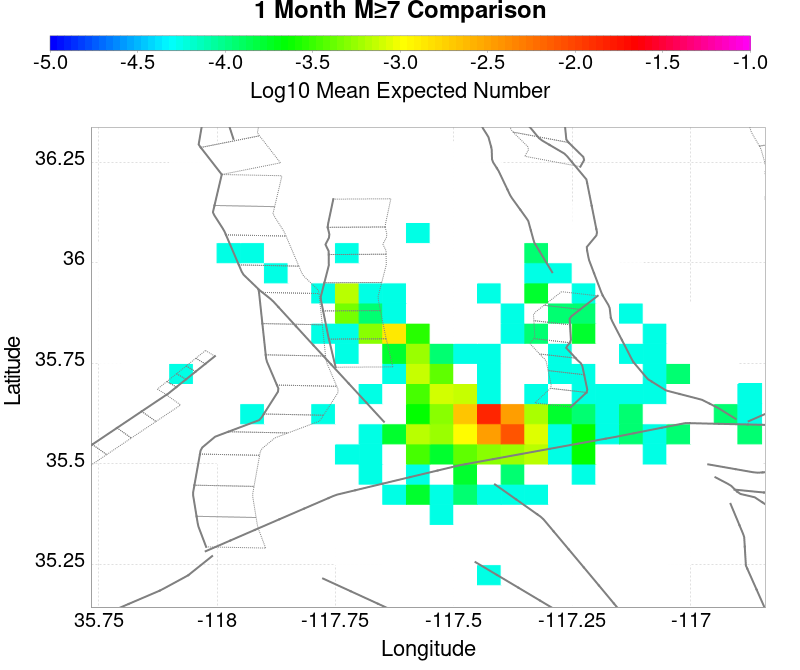 1 Month M≥7 Comparison
-5.0 -4.5 -4.0 -3.5 -3.0 -2.5 -2.0 -1.5 -1.0
Log10 Mean Expected Number
36.25
36
35.75
35.5
35.25
Latitude
35.75 -118 -117.75 -117.5 -117.25 -117
Longitude